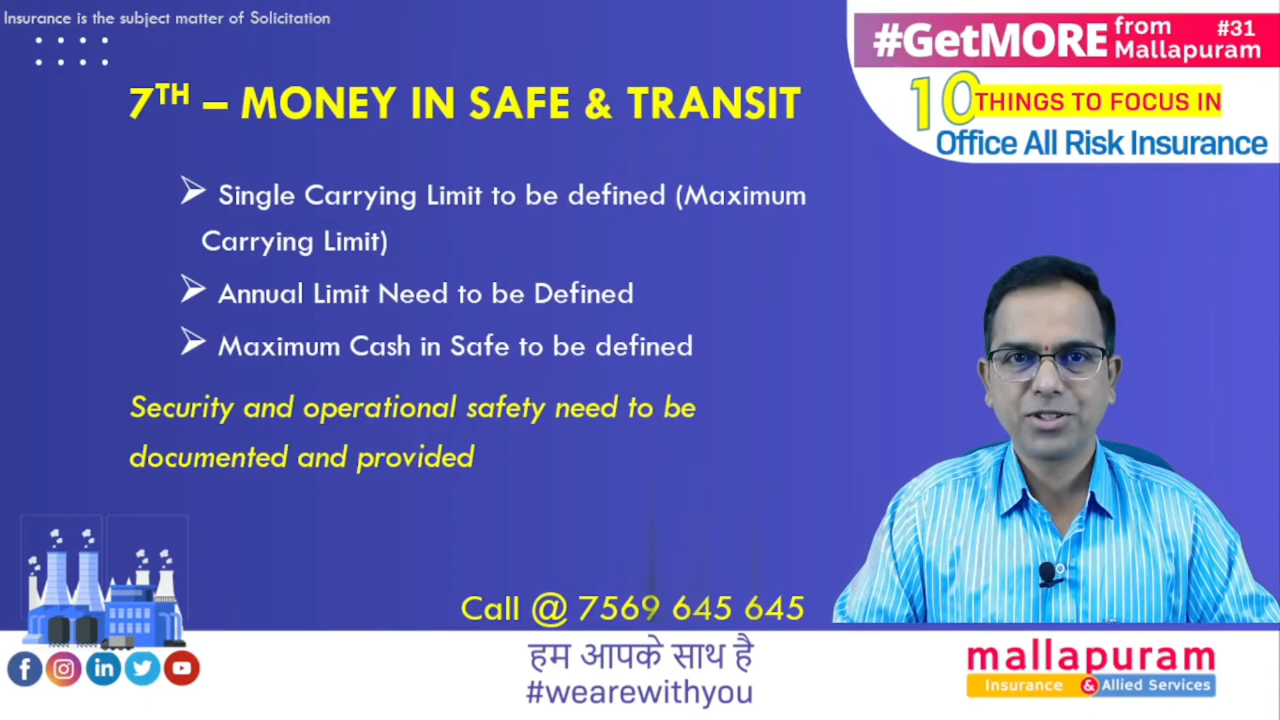 Insurance is the subject matter of Solicitation
#GetMORE from Mallapuram #31
10 THINGS TO FOCUS IN
Office All Risk Insurance
7TH – MONEY IN SAFE & TRANSIT
Single Carrying Limit to be defined (Maximum
Carrying Limit)
Annual Limit Need to be Defined
Maximum Cash in Safe to be defined
Security and operational safety need to be
documented and provided
Call @ 7569 645 645
हम आपके साथ है
#wearewithyou
mallapuram
Insurance & Allied Services